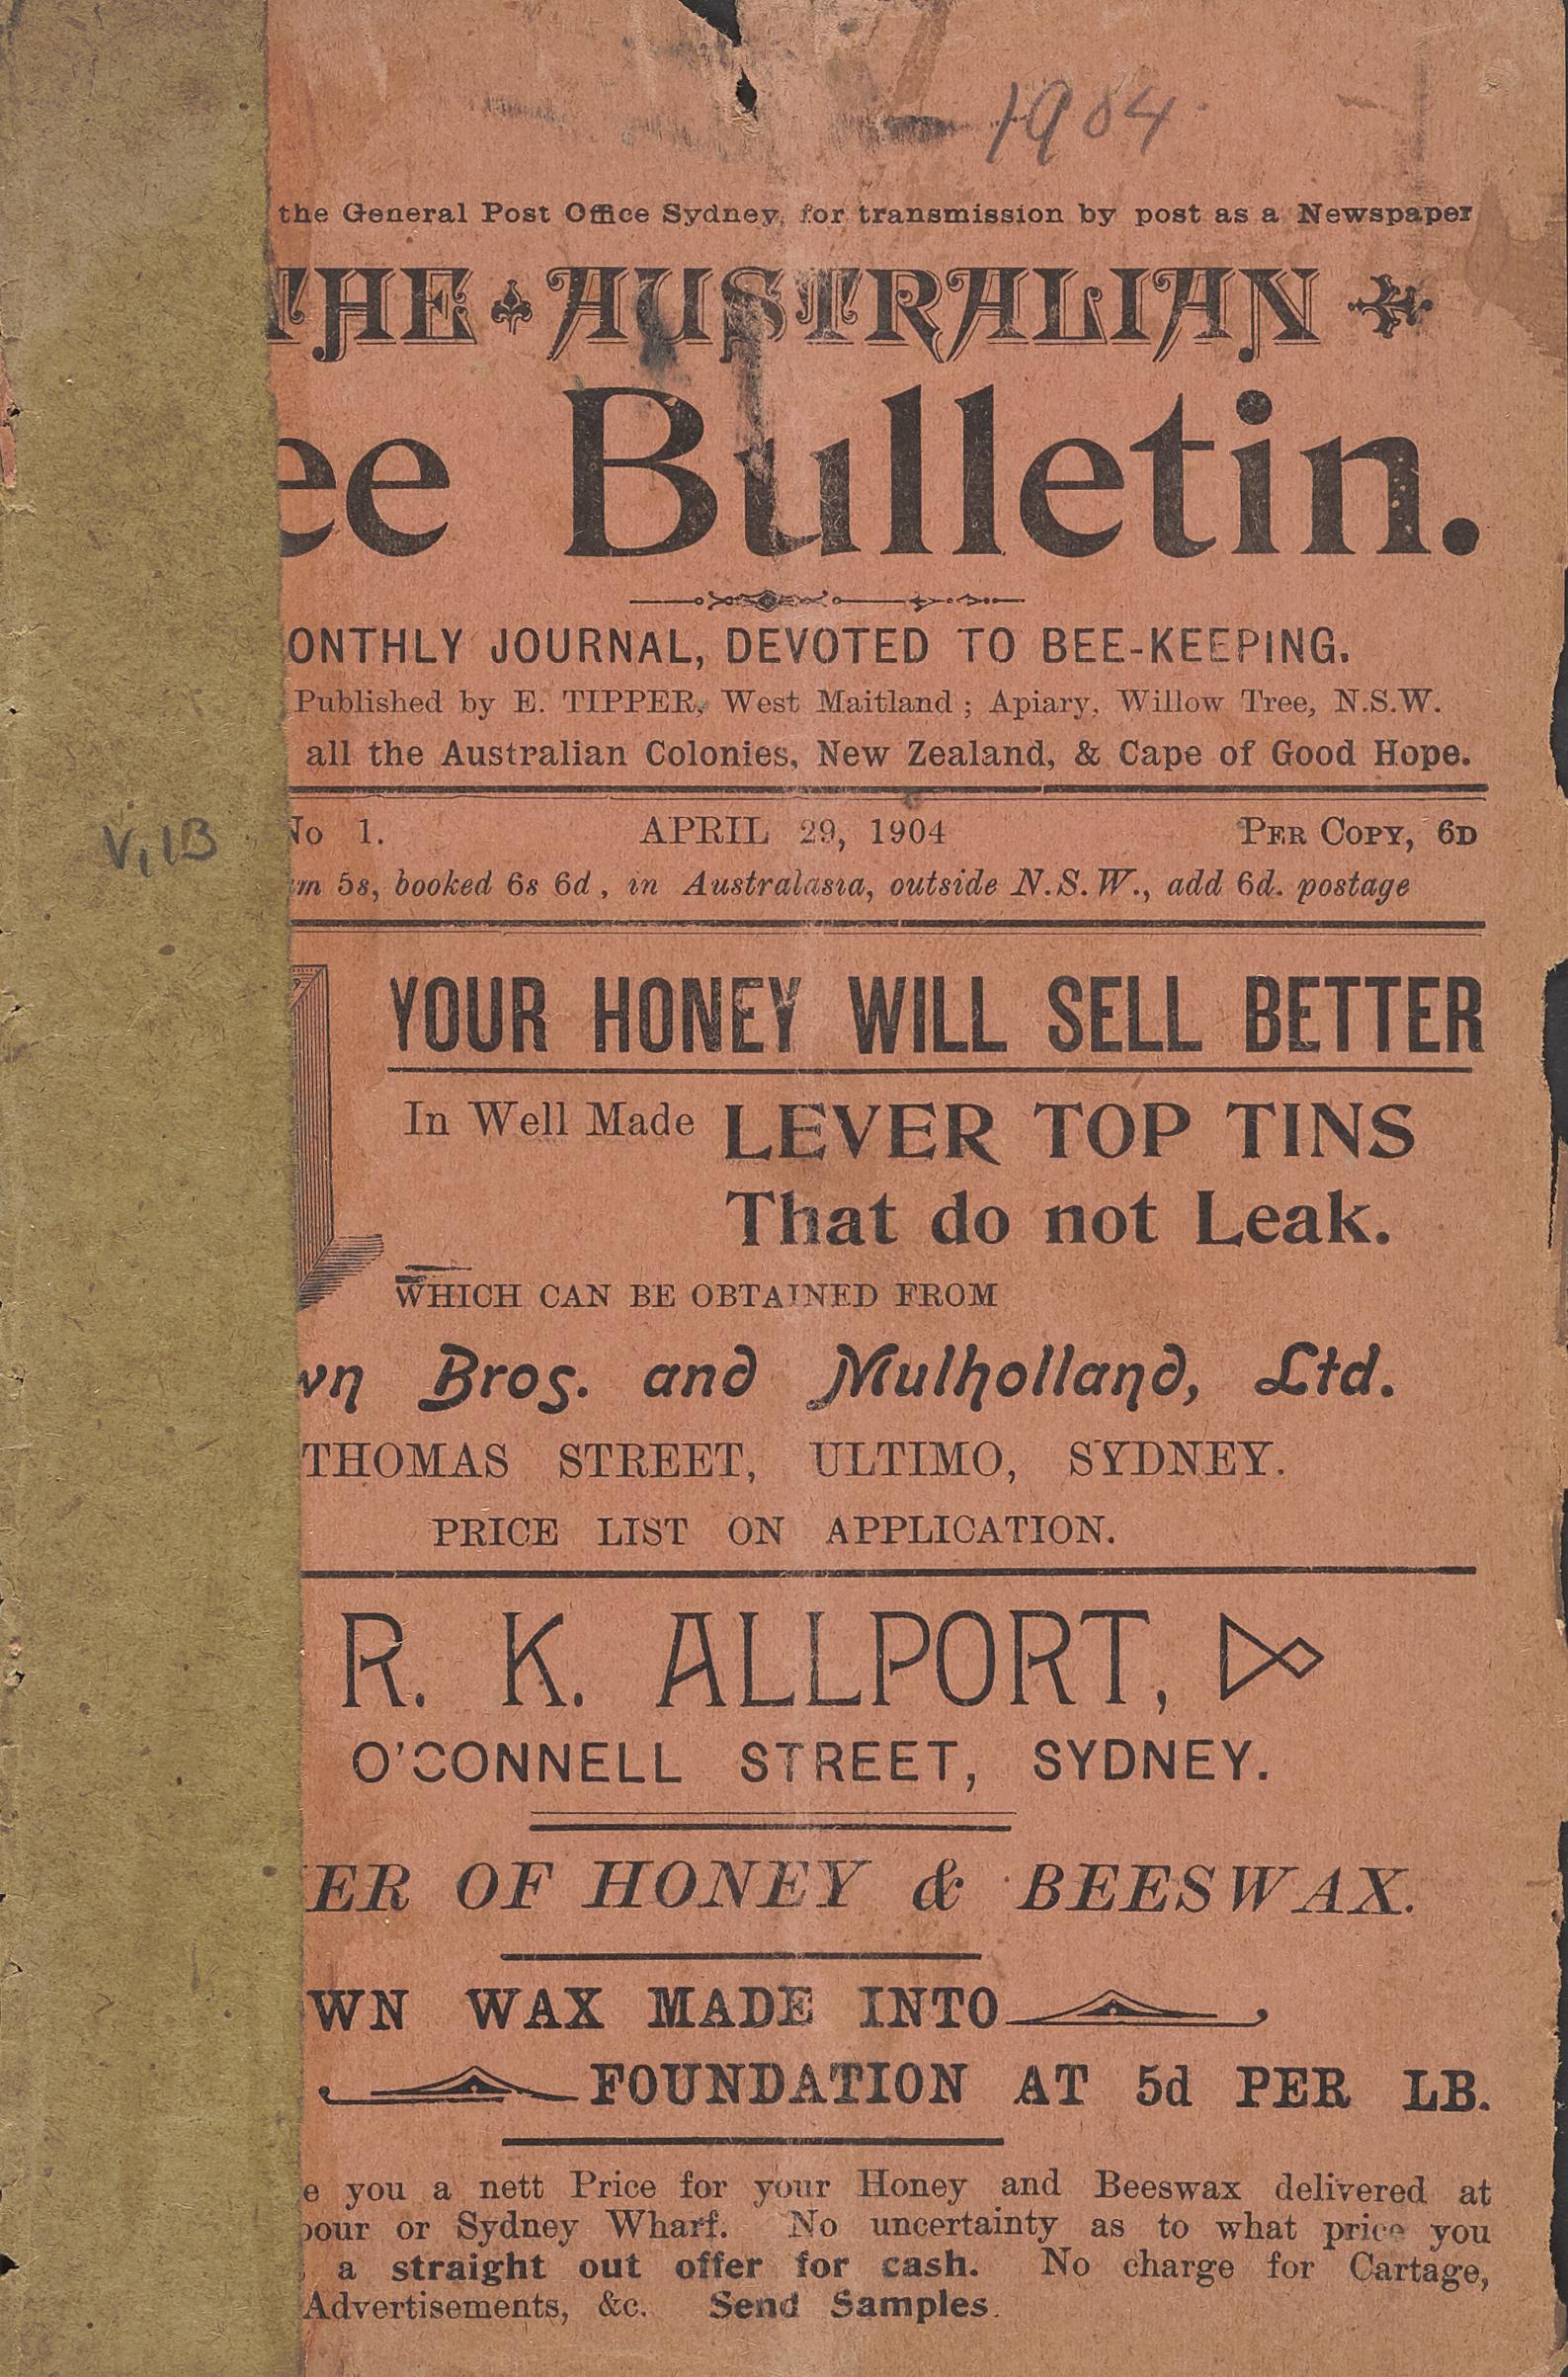 1904
the General Post Office Sydney, for transmission by post as a Newspaper
THE AUSTRALIAN
ee Bulletin.
ONTHLY JOURNAL, DEVOTED TO BEE-KEEPING.
Published by E. TIPPER, West Maitland; Apiary, Willow Tree, N.S.W.
all the Australian Colonies, New Zealand, & Cape of Good Hope.
No 1. APRIL 29, 1904 PER COPY, 6D
V, 13
m 5s, booked 6s 6d, in Australasia, outside N.S.W., add 6d. postage
YOUR HONEY WILL SELL BETTER
In Well Made LEVER TOP TINS
That do not Leak.
WHICH CAN BE OBTAINED FROM
wn Bros. and Mulholland, Ltd.
THOMAS STREET, ULTIMO, SYDNEY.
PRICE LIST ON APPLICATION.
R. K. ALLPORT,
O'CONNELL STREET, SYDNEY.
ER OF HONEY & BEESWAX.
WN WAX MADE INTO
FOUNDATION AT 5d PER LB.
e you a nett Price for your Honey and Beeswax delivered at
bour or Sydney Wharf. No uncertainty as to what price you
a straight out offer for cash. No charge for Cartage,
Advertisements, &c. Send Samples.